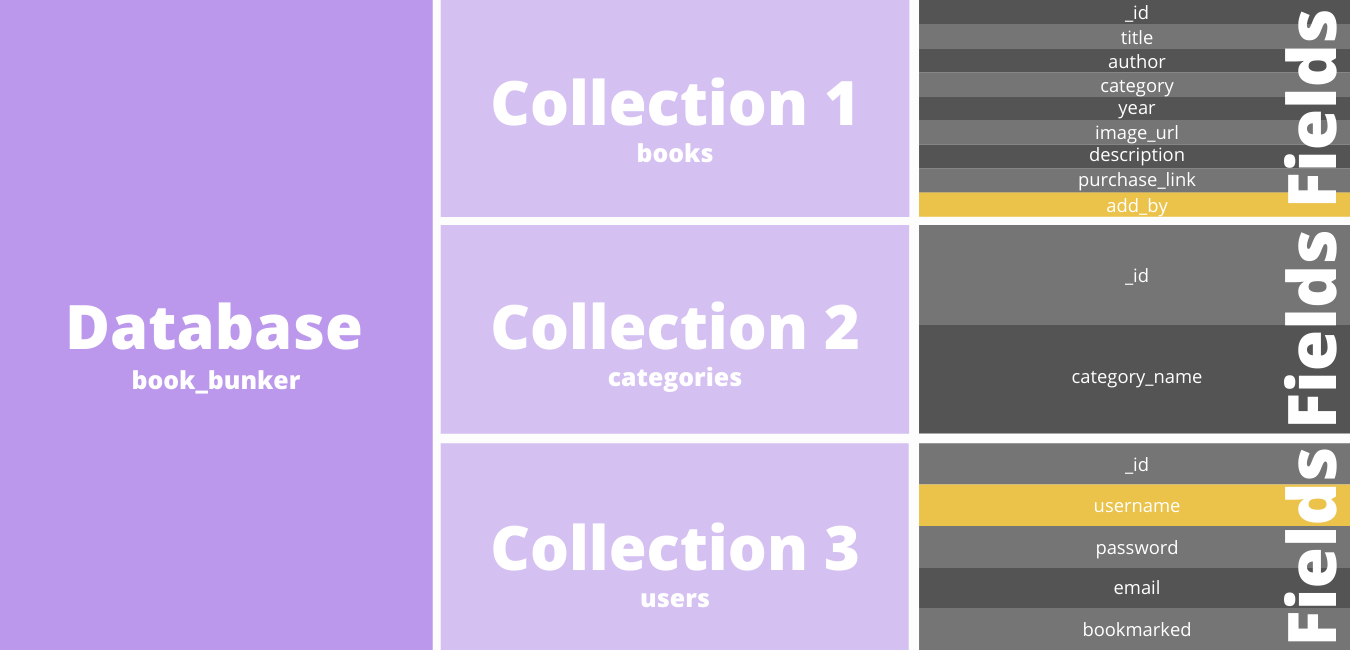 Database
book_bunker
Collection 1
books
_id
title
author
category
year
image_url
description
purchase_link
add_by
Fields
Collection 2
categories
_id
category_name
Fields
Collection 3
users
_id
username
password
email
bookmarked
Fields